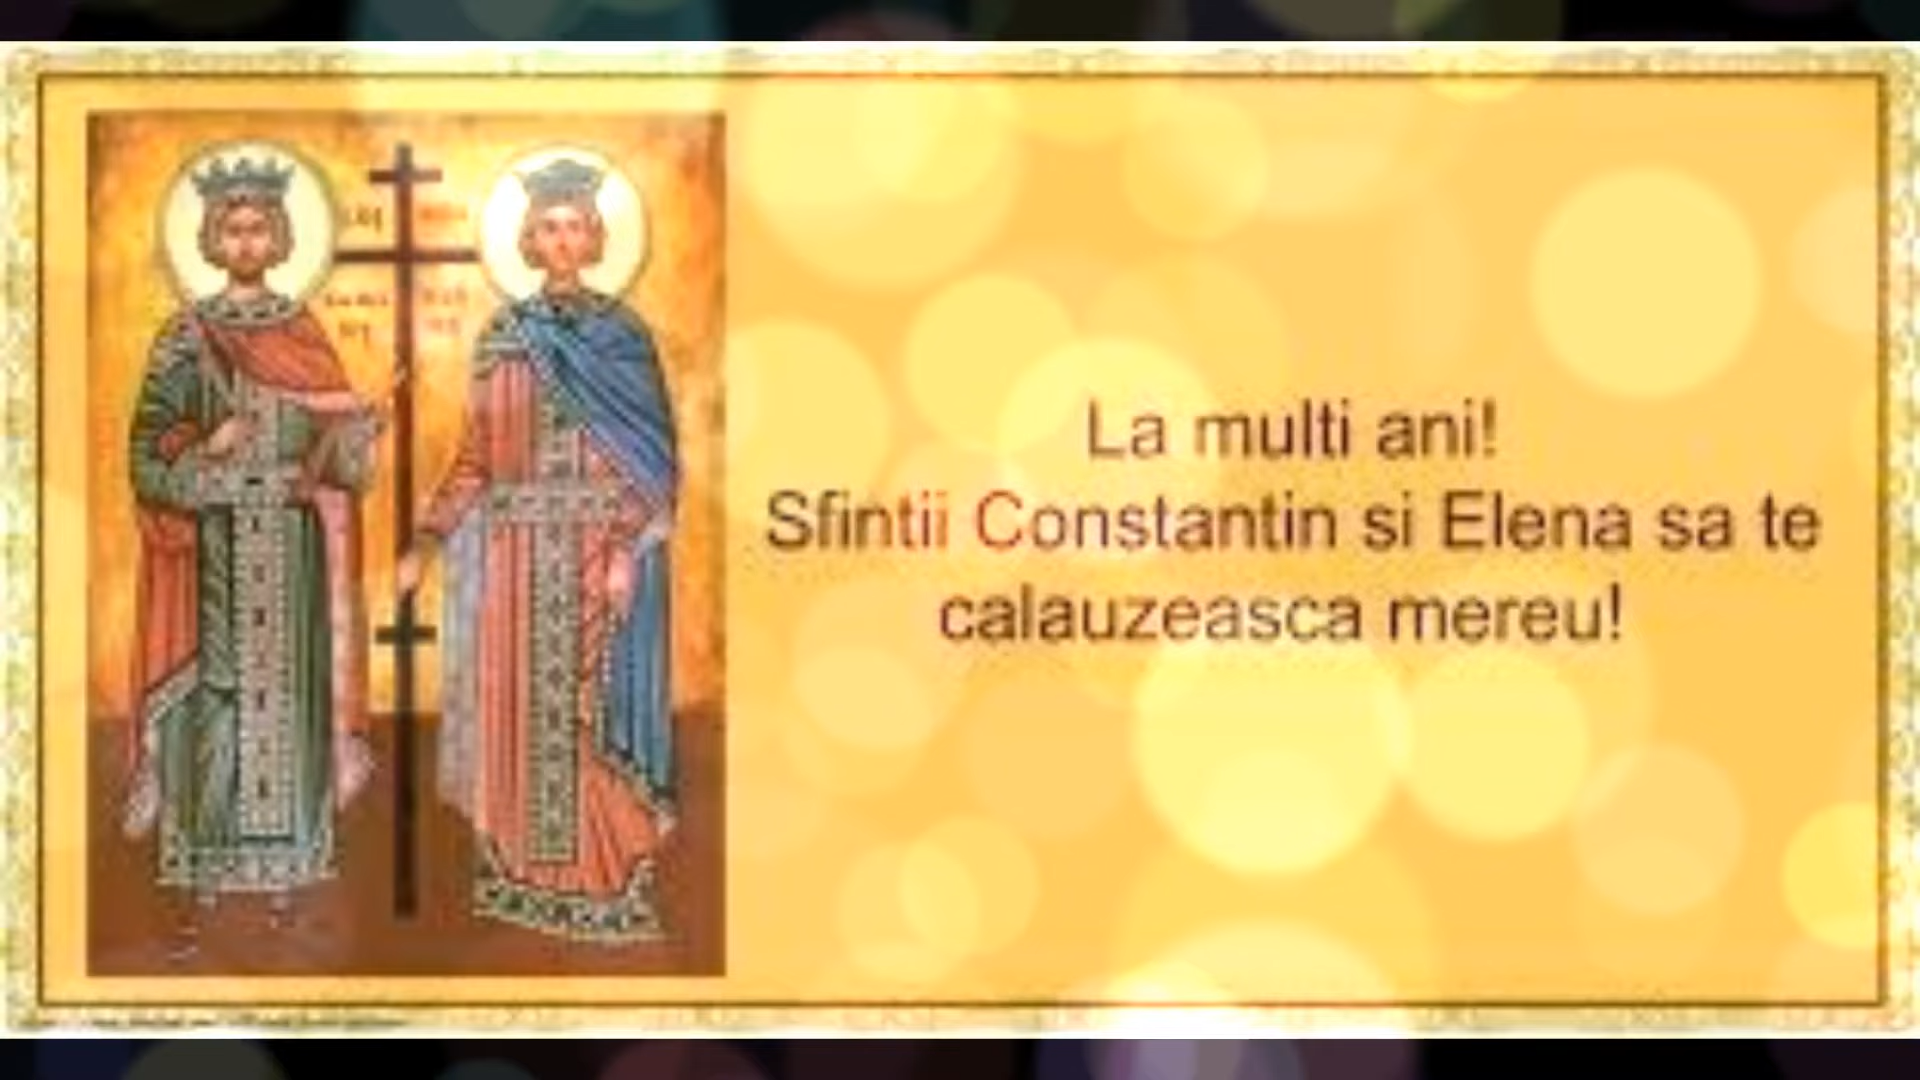 La multi ani!
Sfintii Constantin si Elena sa te
calauzeasca mereu!